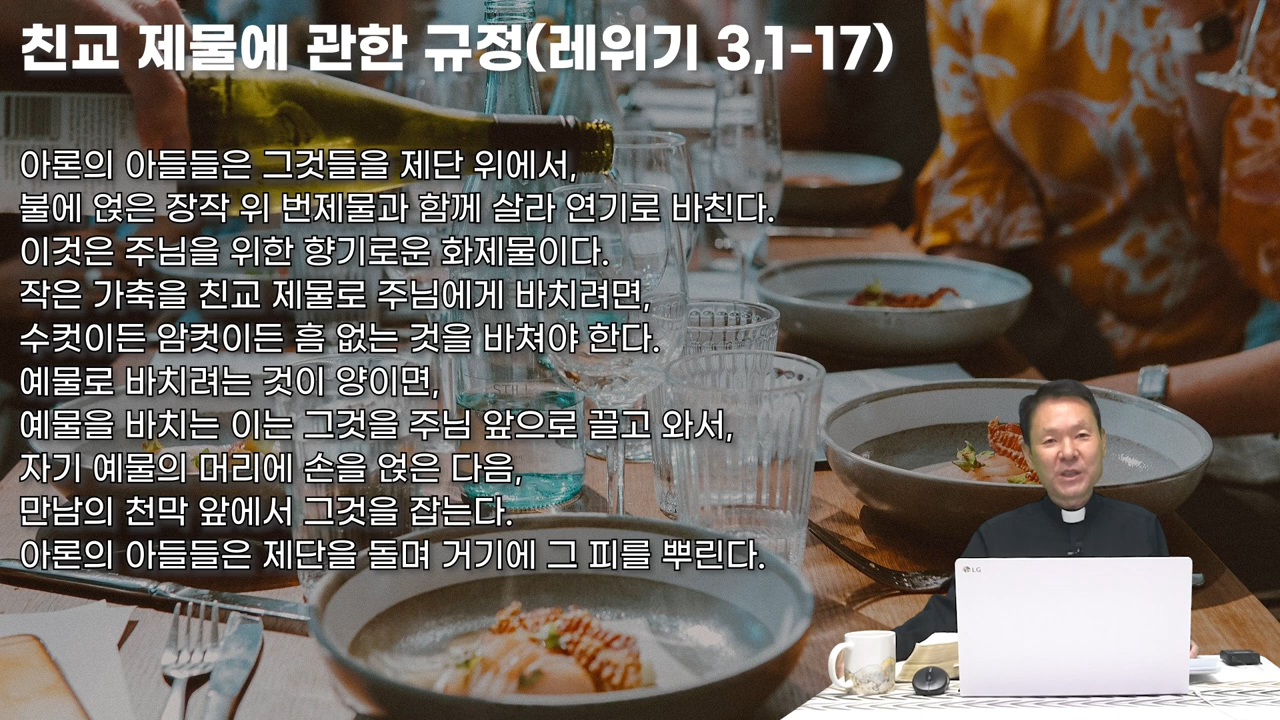 친교 제물에 관한 규정(레위기 3,1-17)
아론의 아들들은 그것들을 제단 위에서,
불에 얹은 장작 위 번제물과 함께 살라 연기로 바친다.
이것은 주님을 위한 향기로운 화제물이다.
작은 가축을 친교 제물로 주님에게 바치려면,
수컷이든 암컷이든 흠 없는 것을 바쳐야 한다.
예물로 바치려는 것이 양이면,
예물을 바치는 이는 그것을 주님 앞으로 끌고 와서,
자기 예물의 머리에 손을 얹은 다음,
만남의 천막 앞에서 그것을 잡는다.
아론의 아들들은 제단을 돌며 거기에 그 피를 뿌린다.
STILL
LG